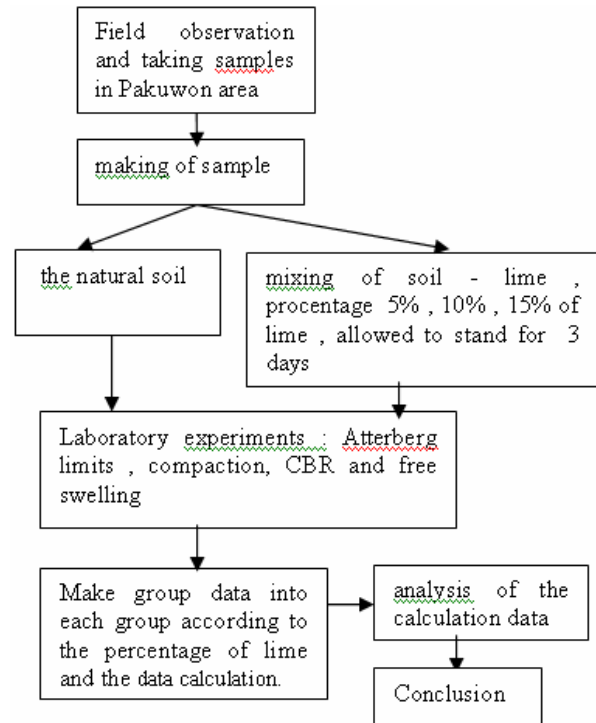 Field observation
and taking samples
in Pakuwon area
making of sample
the natural soil
mixing of soil - lime ,
procentage 5% , 10% , 15% of
lime , allowed to stand for 3
days
Laboratory experiments : Atterberg
limits , compaction, CBR and free
swelling
Make group data into
each group according to
the percentage of lime
and the data calculation.
analysis of the
calculation data
Conclusion